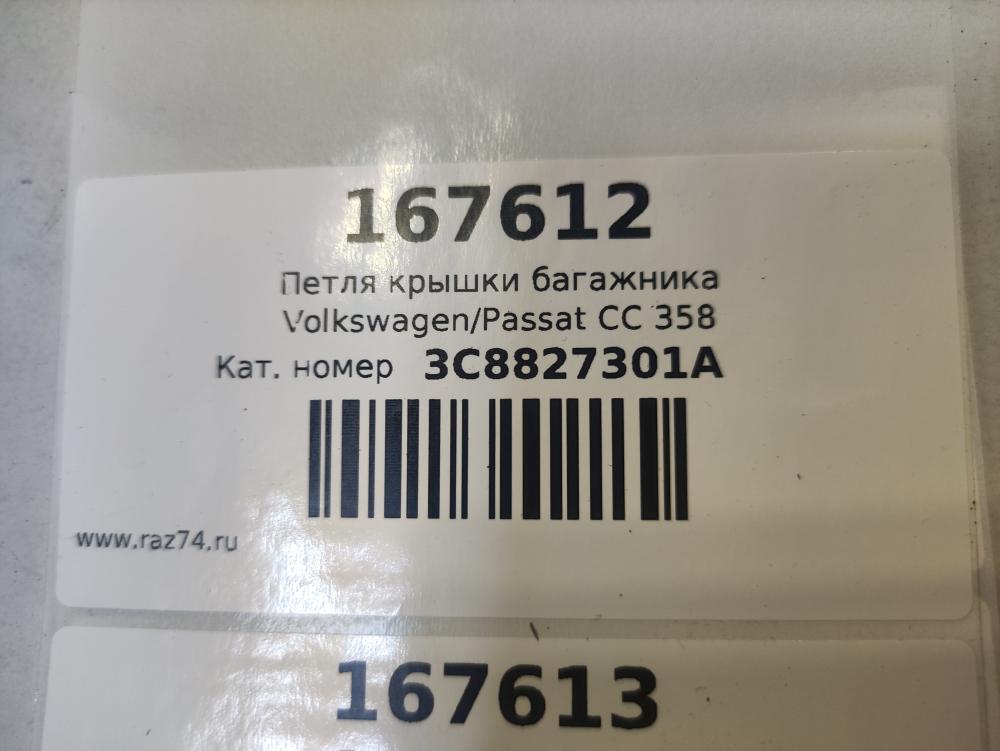 167612
Петля крышки багажника
Volkswagen/Passat CC 358
Кат. номер 3C8827301A
www.raz74.ru
167613